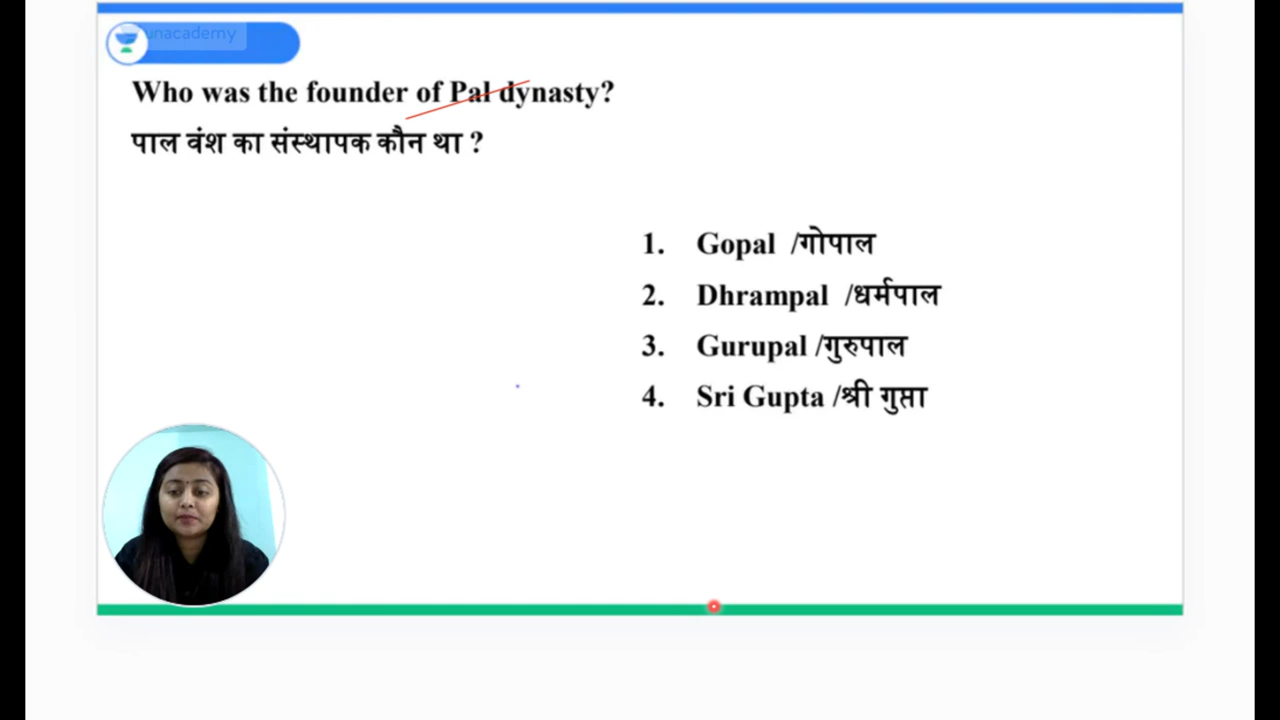 unacademy
Who was the founder of Pal dynasty?
पाल वंश का संस्थापक कौन था ?
1. Gopal /गोपाल
2. Dhrampal /धर्मपाल
3. Gurupal /गुरुपाल
4. Sri Gupta /श्री गुप्ता